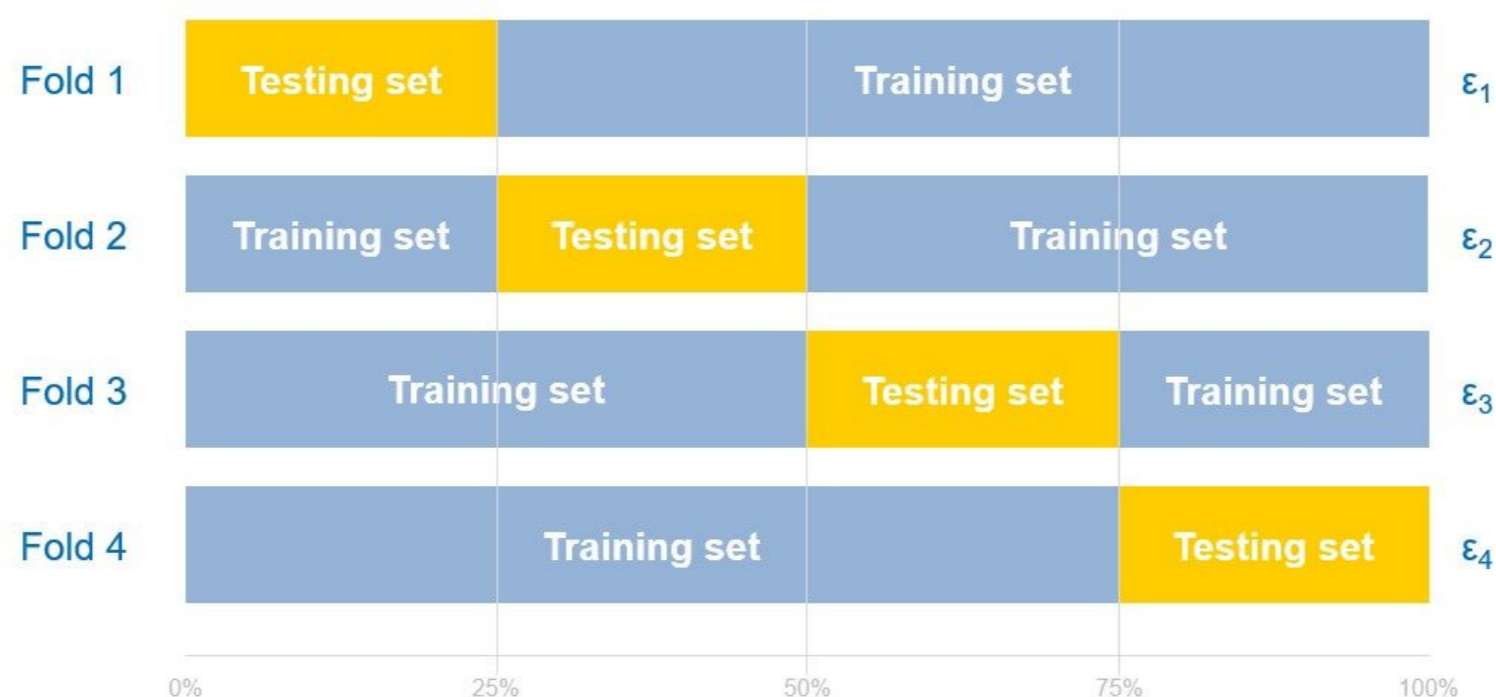 Fold 1 Testing set Training set ε₁
Fold 2 Training set Testing set Training set ε₂
Fold 3 Training set Testing set Training set ε₃
Fold 4 Training set Testing set ε₄
0% 25% 50% 75% 100%